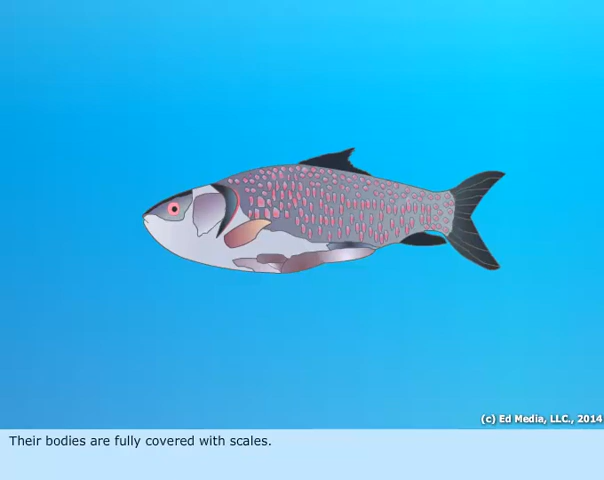 (c) Ed Media, LLC., 2014
Their bodies are fully covered with scales.